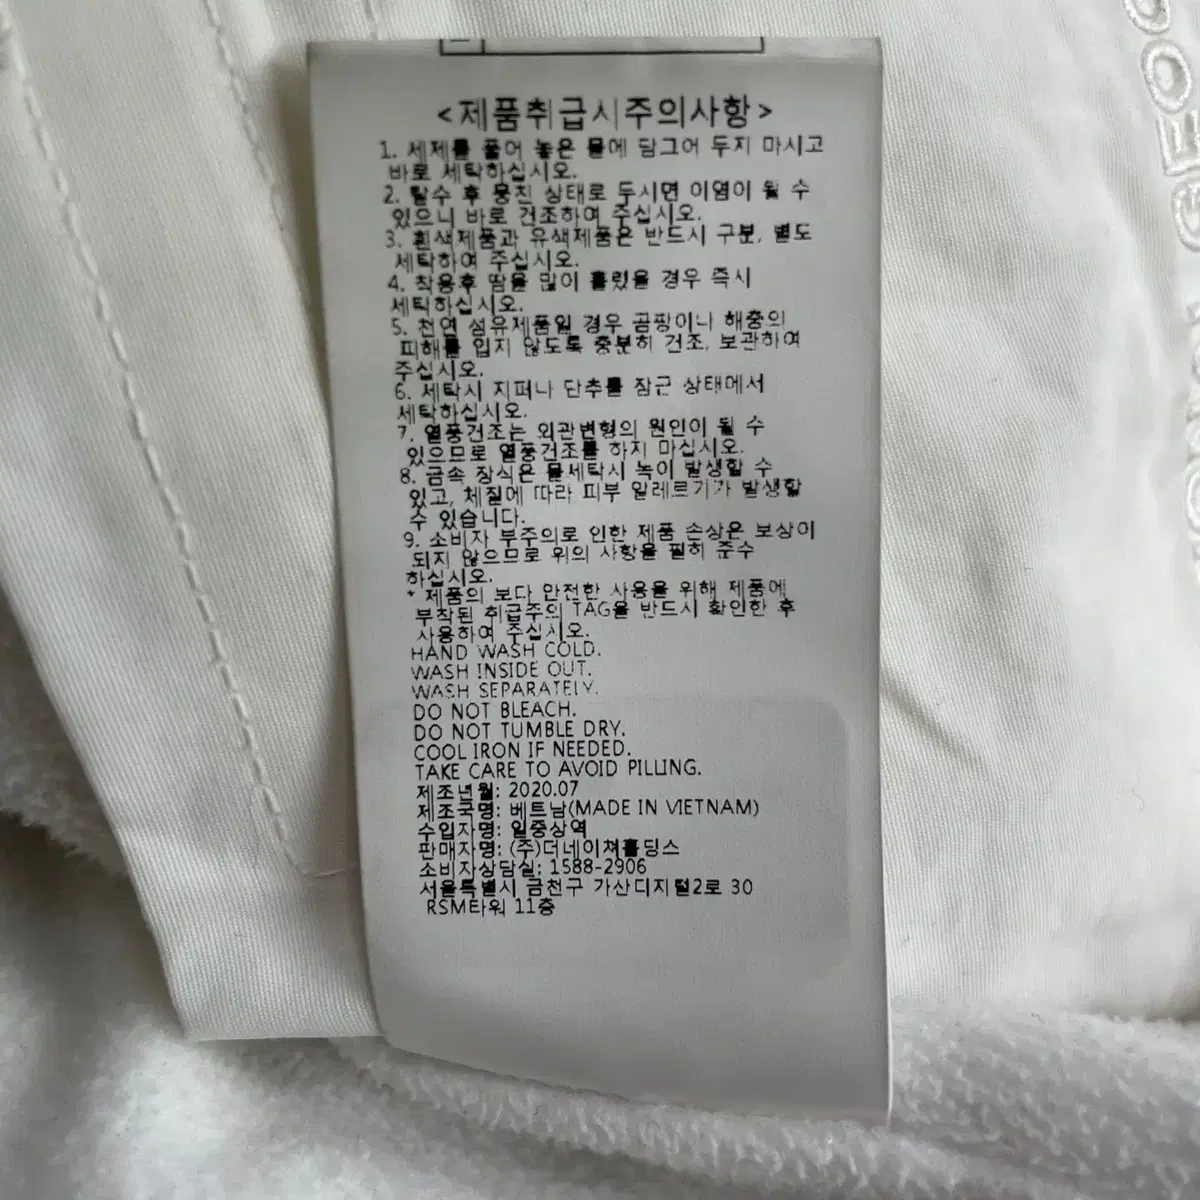 <제품취급시주의사항>
1. 세제를 풀어 놓은 물에 담그어 두지 마시고
바로 세탁하십시오.
2. 탈수 후 뭉친 상태로 두시면 이염이 될 수
있으니 바로 건조하여 주십시오.
3. 흰색제품과 유색제품은 반드시 구분, 별도
세탁하여 주십시오.
4. 착용후 땀을 많이 흘렸을 경우 즉시
세탁하십시오.
5. 천연 섬유제품일 경우 곰팡이나 해충의
피해를 입지 않도록 충분히 건조, 보관하여
주십시오.
6. 세탁시 지퍼나 단추를 잠근 상태에서
세탁하십시오.
7. 열풍건조는 외관변형의 원인이 될 수
있으므로 열풍건조를 하지 마십시오.
8. 금속 장식은 물세탁시 녹이 발생할 수
있고, 체질에 따라 피부 알레르기가 발생할
수 있습니다.
9. 소비자 부주의로 인한 제품 손상은 보상이
되지 않으므로 위의 사항을 필히 준수
하십시오.
* 제품의 보다 안전한 사용을 위해 제품에
부착된 취급주의 TAG을 반드시 확인한 후
사용하여 주십시오.
HAND WASH COLD.
WASH INSIDE OUT.
WASH SEPARATELY.
DO NOT BLEACH.
DO NOT TUMBLE DRY.
COOL IRON IF NEEDED.
TAKE CARE TO AVOID PILLING.
제조년월: 2020.07
제조국명: 베트남(MADE IN VIETNAM)
수입자명: 일중상역
판매자명: (주)더네이쳐홀딩스
소비자상담실: 1588-2906
서울특별시 금천구 가산디지털2로 30
RSM타워 11층